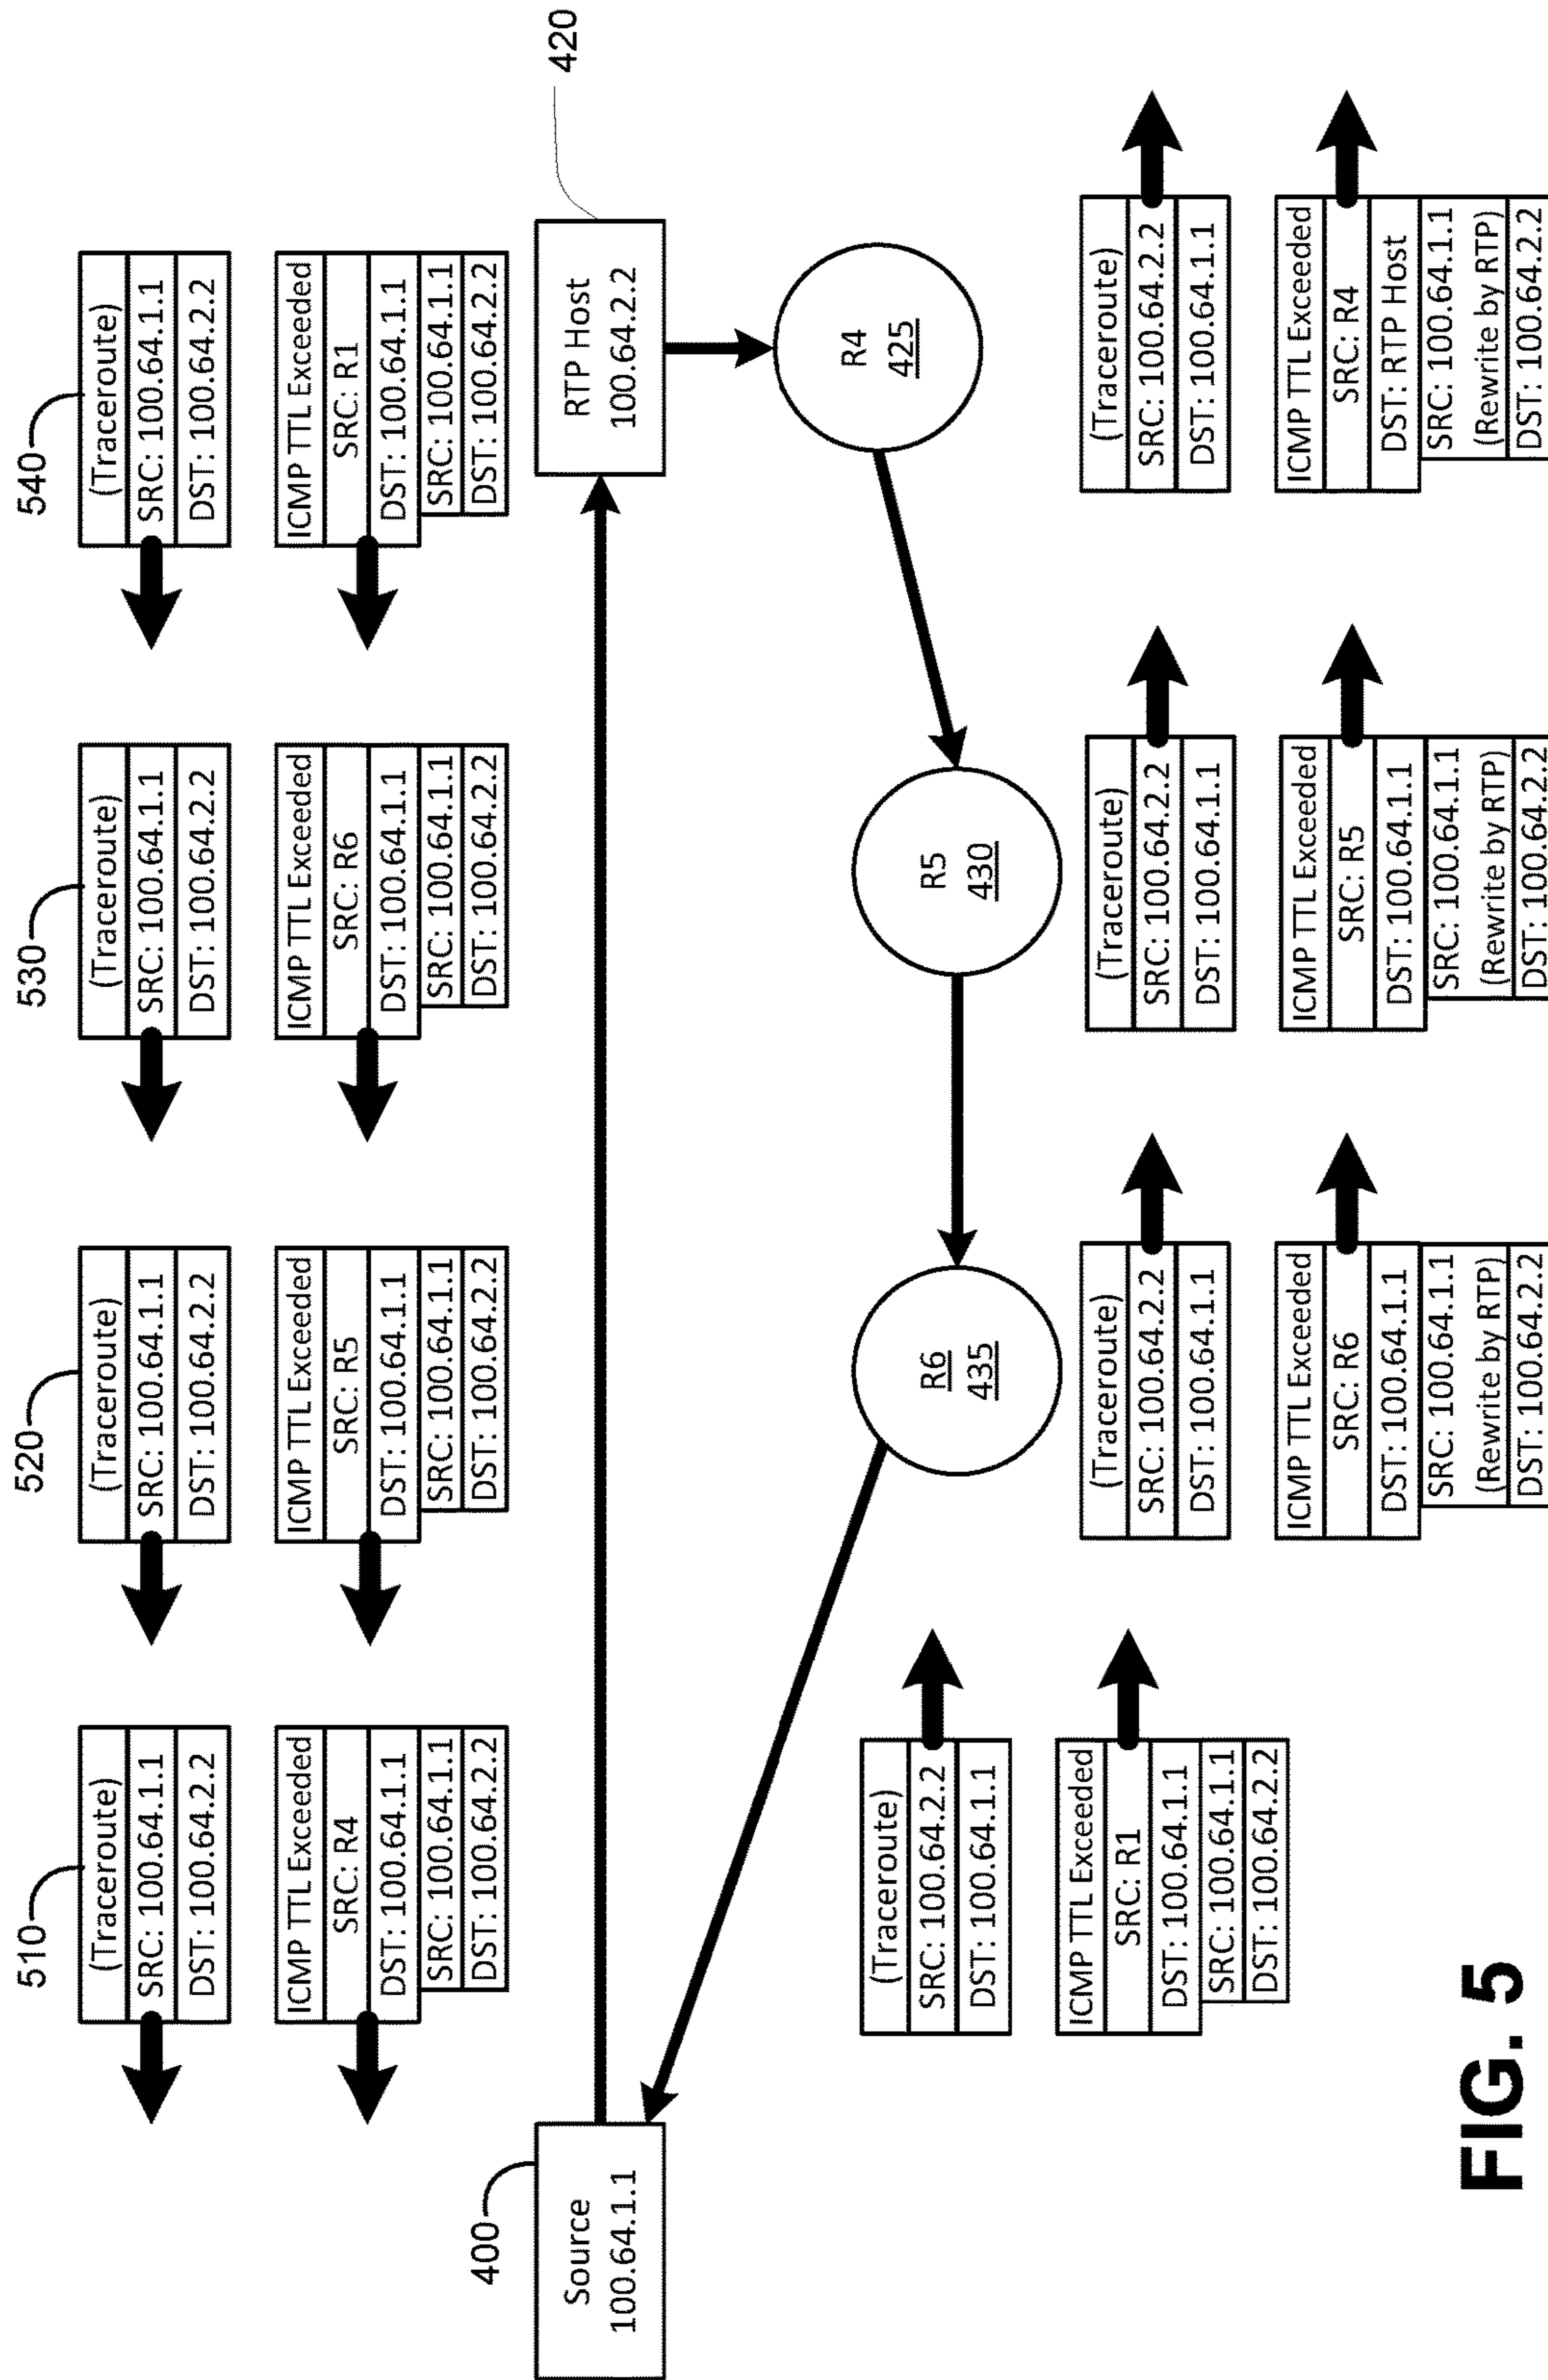 510
(Traceroute)
SRC: 100.64.1.1
DST: 100.64.2.2
ICMP TTL Exceeded
SRC: R4
DST: 100.64.1.1
SRC: 100.64.1.1
DST: 100.64.2.2
520
(Traceroute)
SRC: 100.64.1.1
DST: 100.64.2.2
ICMP TTL Exceeded
SRC: R5
DST: 100.64.1.1
SRC: 100.64.1.1
DST: 100.64.2.2
530
(Traceroute)
SRC: 100.64.1.1
DST: 100.64.2.2
ICMP TTL Exceeded
SRC: R6
DST: 100.64.1.1
SRC: 100.64.1.1
DST: 100.64.2.2
540
(Traceroute)
SRC: 100.64.1.1
DST: 100.64.2.2
ICMP TTL Exceeded
SRC: R1
DST: 100.64.1.1
SRC: 100.64.1.1
DST: 100.64.2.2
400
Source
100.64.1.1
RTP Host
100.64.2.2
420
R6
435
R5
430
R4
425
(Traceroute)
SRC: 100.64.2.2
DST: 100.64.1.1
ICMP TTL Exceeded
SRC: R1
DST: 100.64.1.1
SRC: 100.64.1.1
DST: 100.64.2.2
(Traceroute)
SRC: 100.64.2.2
DST: 100.64.1.1
ICMP TTL Exceeded
SRC: R6
DST: 100.64.1.1
SRC: 100.64.1.1
(Rewrite by RTP)
DST: 100.64.2.2
(Traceroute)
SRC: 100.64.2.2
DST: 100.64.1.1
ICMP TTL Exceeded
SRC: R5
DST: 100.64.1.1
SRC: 100.64.1.1
(Rewrite by RTP)
DST: 100.64.2.2
(Traceroute)
SRC: 100.64.2.2
DST: 100.64.1.1
ICMP TTL Exceeded
SRC: R4
DST: RTP Host
SRC: 100.64.1.1
(Rewrite by RTP)
DST: 100.64.2.2
FIG. 5